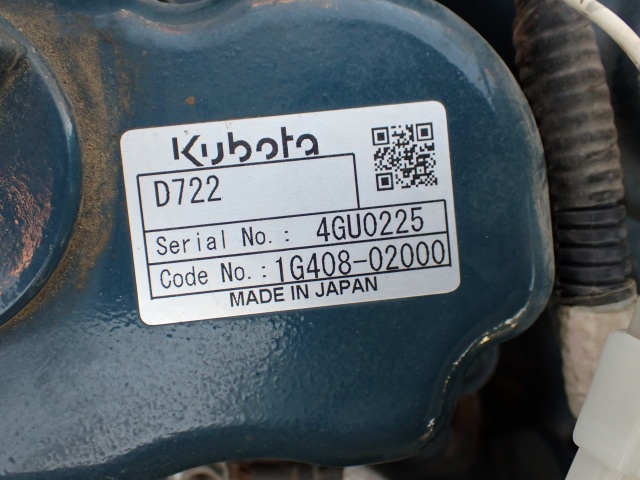 Kubota
D722
Serial No.: 4GU0225
Code No.: 1G408-02000
MADE IN JAPAN